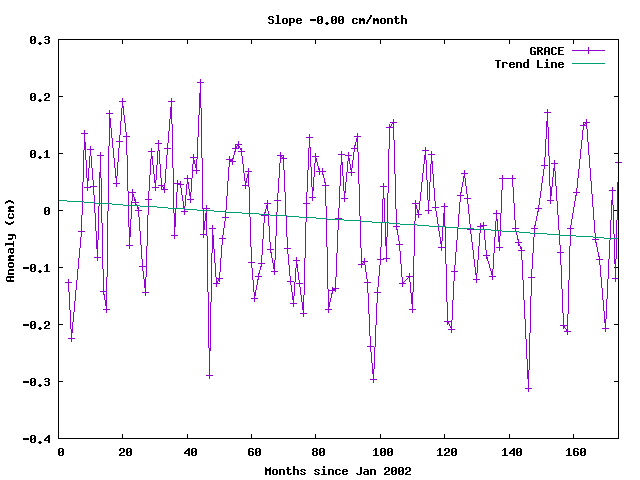 Slope -0.00 cm/month
GRACE
Trend Line
0.3
0.2
0.1
0
-0.1
-0.2
-0.3
-0.4
Anomaly (cm)
0 20 40 60 80 100 120 140 160
Months since Jan 2002